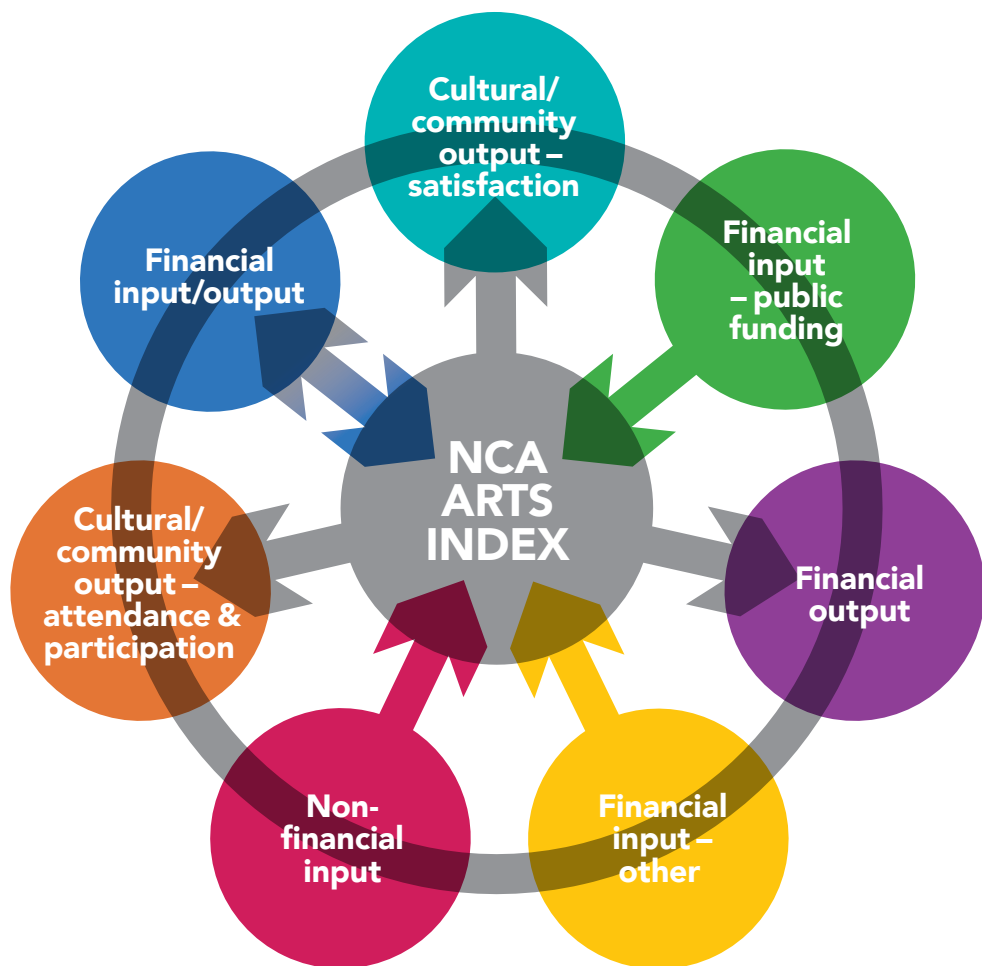 Cultural/
community
output –
satisfaction
Financial
input
– public
funding
Financial
output
Financial
input –
other
Non-
financial
input
Cultural/
community
output –
attendance &
participation
Financial
input/output
NCA
ARTS
INDEX